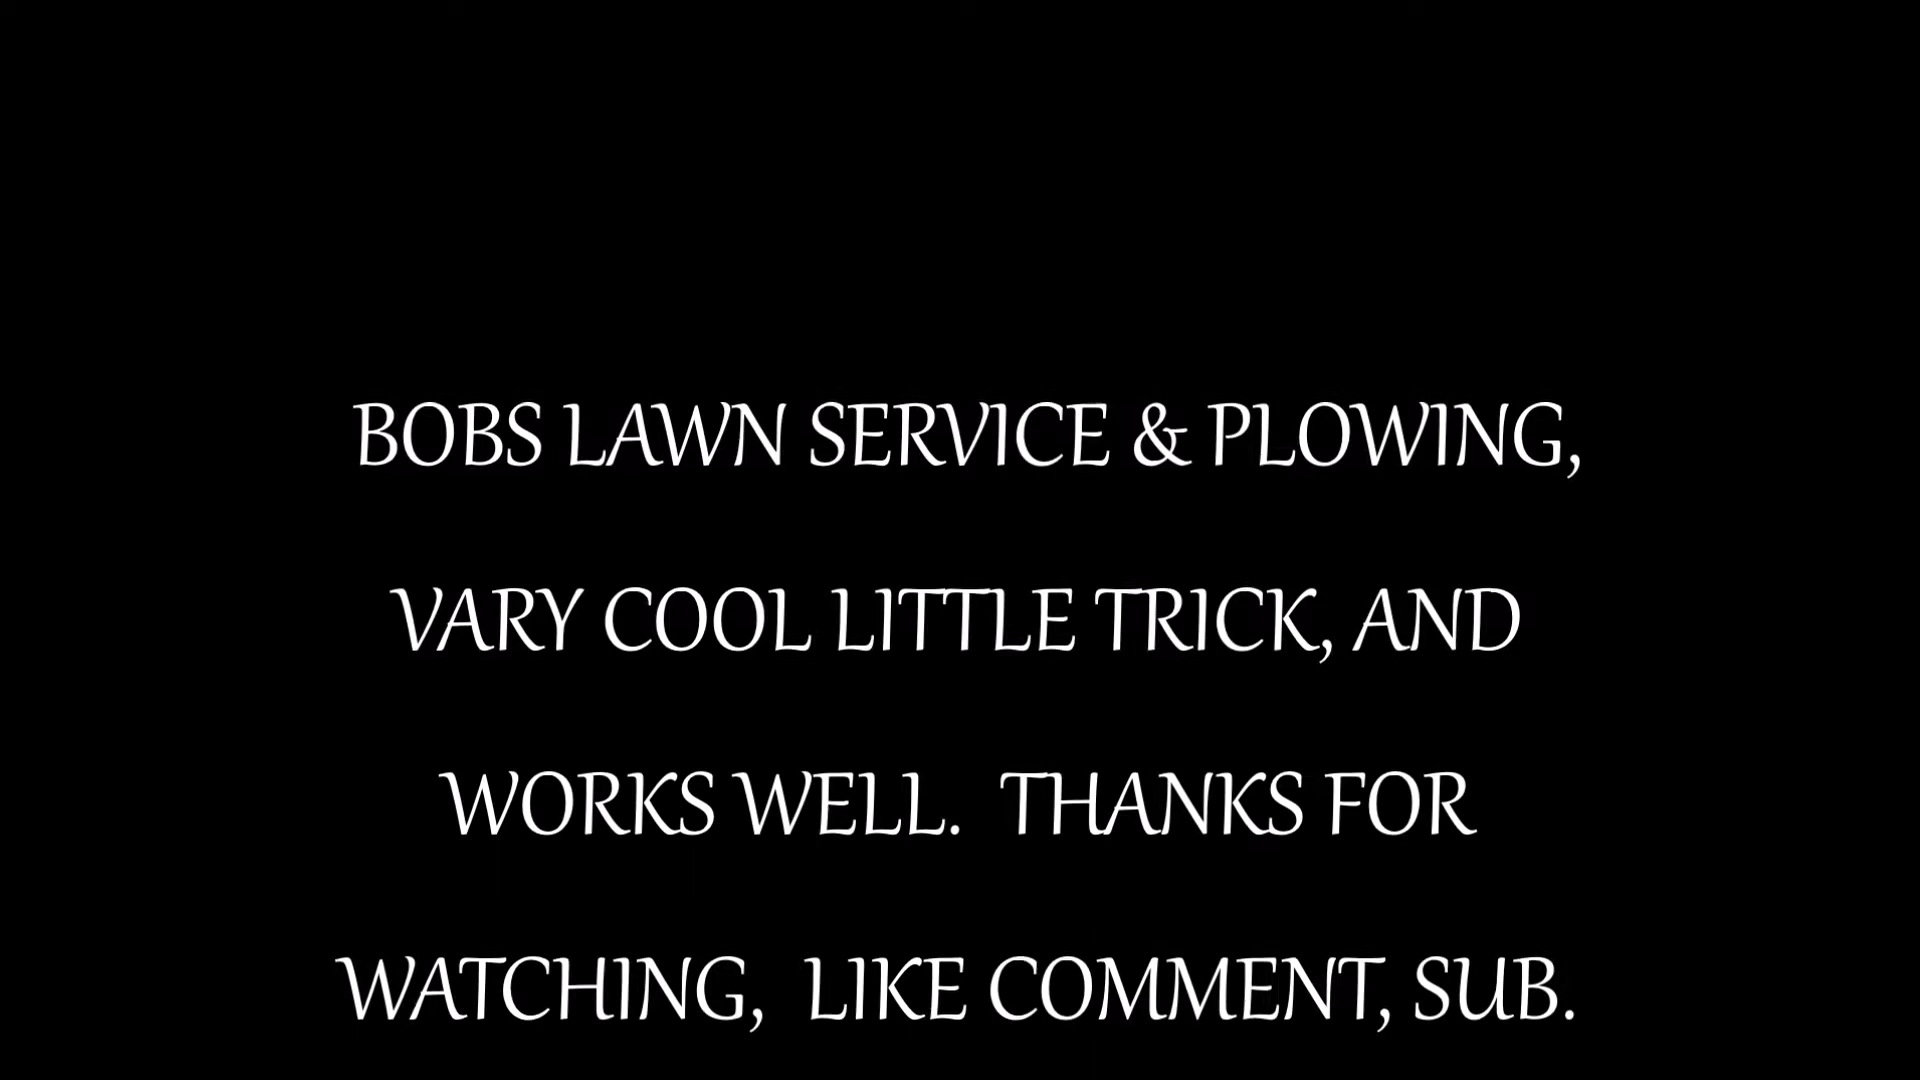 BOBS LAWN SERVICE & PLOWING,
VARY COOL LITTLE TRICK, AND
WORKS WELL.  THANKS FOR
WATCHING,  LIKE COMMENT, SUB.